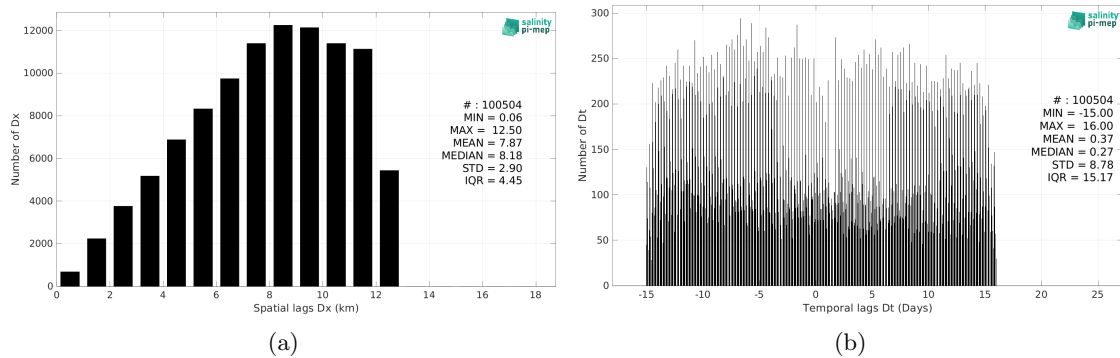 salinity
pi-mep
# : 100504
MIN = 0.06
MAX = 12.50
MEAN = 7.87
MEDIAN = 8.18
STD = 2.90
IQR = 4.45
Number of Dx
12000
10000
8000
6000
4000
2000
0
0 2 4 6 8 10 12 14 16 18
Spatial lags Dx (km)
(a)
salinity
pi-mep
# : 100504
MIN = -15.00
MAX = 16.00
MEAN = 0.37
MEDIAN = 0.27
STD = 8.78
IQR = 15.17
Number of Dt
300
250
200
150
100
50
0
-15 -10 -5 0 5 10 15 20 25
Temporal lags Dt (Days)
(b)